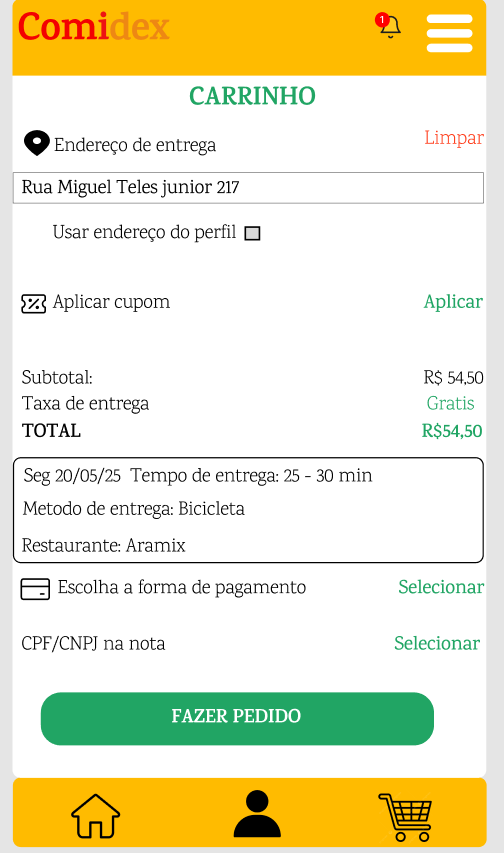 Comidex
1
CARRINHO
Endereço de entrega
Limpar
Rua Miguel Teles junior 217
Usar endereço do perfil
Aplicar cupom
Aplicar
Subtotal: R$ 54,50
Taxa de entrega Gratis
TOTAL R$54,50
Seg 20/05/25 Tempo de entrega: 25 - 30 min
Metodo de entrega: Bicicleta
Restaurante: Aramix
Escolha a forma de pagamento Selecionar
CPF/CNPJ na nota Selecionar
FAZER PEDIDO